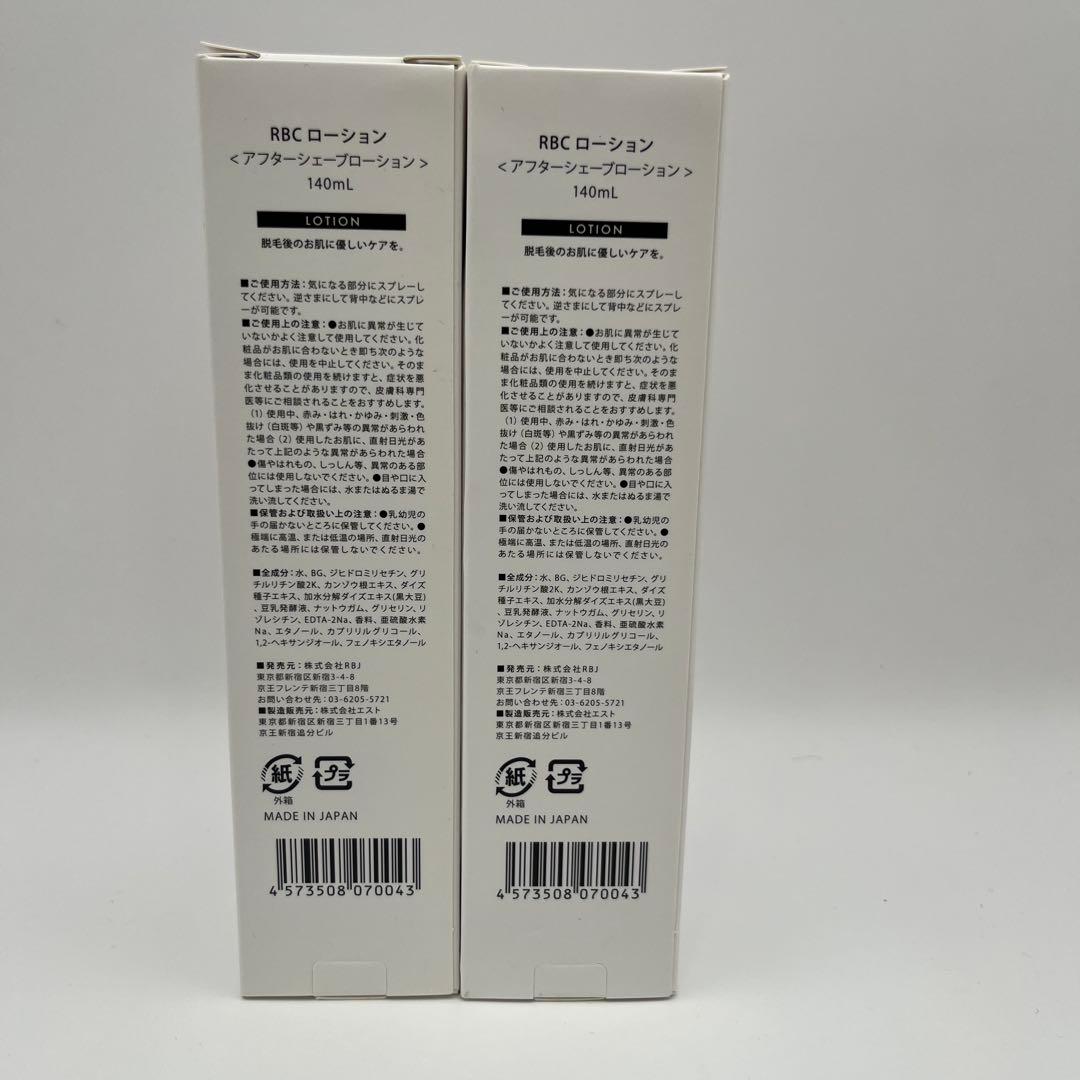 RBC ローション
< アフターシェーブローション >
140mL
LOTION
脱毛後のお肌に優しいケアを。
■ご使用方法：気になる部分にスプレーし
てください。逆さまにして背中などにスプレ
ーが可能です。
■ご使用上の注意：●お肌に異常が生じて
いないかよく注意して使用してください。化
粧品がお肌に合わないとき即ち次のような
場合には、使用を中止してください。そのま
ま化粧品類の使用を続けますと、症状を悪
化させることがありますので、皮膚科専門
医等にご相談されることをおすすめします。
（1）使用中、赤み・はれ・かゆみ・刺激・色
抜け（白斑等）や黒ずみ等の異常があらわれ
た場合（2）使用したお肌に、直射日光があ
たって上記のような異常があらわれた場合
●傷やはれもの、しっしん等、異常のある部
位には使用しないでください。●目や口に入
ってしまった場合には、水またはぬるま湯で
洗い流してください。
■保管および取扱い上の注意：●乳幼児の
手の届かないところに保管してください。●
極端に高温、または低温の場所、直射日光の
あたる場所には保管しないでください。
■全成分：水、BG、ジヒドロミリセチン、グリ
チルリチン酸2K、カンゾウ根エキス、ダイズ
種子エキス、加水分解ダイズエキス(黒大豆)
、豆乳発酵液、ナットウガム、グリセリン、リ
ゾレシチン、EDTA-2Na、香料、亜硫酸水素
Na、エタノール、カプリリルグリコール、
1,2-ヘキサンジオール、フェノキシエタノール
■発売元：株式会社RBJ
東京都新宿区新宿3-4-8
京王フレンテ新宿三丁目8階
お問い合わせ先：03-6205-5721
■製造販売元：株式会社エスト
東京都新宿区新宿三丁目1番13号
京王新宿追分ビル
紙
プラ
外箱
MADE IN JAPAN
4 573508 070043
RBC ローション
< アフターシェーブローション >
140mL
LOTION
脱毛後のお肌に優しいケアを。
■ご使用方法：気になる部分にスプレーし
てください。逆さまにして背中などにスプレ
ーが可能です。
■ご使用上の注意：●お肌に異常が生じて
いないかよく注意して使用してください。化
粧品がお肌に合わないとき即ち次のような
場合には、使用を中止してください。そのま
ま化粧品類の使用を続けますと、症状を悪
化させることがありますので、皮膚科専門
医等にご相談されることをおすすめします。
（1）使用中、赤み・はれ・かゆみ・刺激・色
抜け（白斑等）や黒ずみ等の異常があらわれ
た場合（2）使用したお肌に、直射日光があ
たって上記のような異常があらわれた場合
●傷やはれもの、しっしん等、異常のある部
位には使用しないでください。●目や口に入
ってしまった場合には、水またはぬるま湯で
洗い流してください。
■保管および取扱い上の注意：●乳幼児の
手の届かないところに保管してください。●
極端に高温、または低温の場所、直射日光の
あたる場所には保管しないでください。
■全成分：水、BG、ジヒドロミリセチン、グリ
チルリチン酸2K、カンゾウ根エキス、ダイズ
種子エキス、加水分解ダイズエキス(黒大豆)
、豆乳発酵液、ナットウガム、グリセリン、リ
ゾレシチン、EDTA-2Na、香料、亜硫酸水素
Na、エタノール、カプリリルグリコール、
1,2-ヘキサンジオール、フェノキシエタノール
■発売元：株式会社RBJ
東京都新宿区新宿3-4-8
京王フレンテ新宿三丁目8階
お問い合わせ先：03-6205-5721
■製造販売元：株式会社エスト
東京都新宿区新宿三丁目1番13号
京王新宿追分ビル
紙
プラ
外箱
MADE IN JAPAN
4 573508 070043